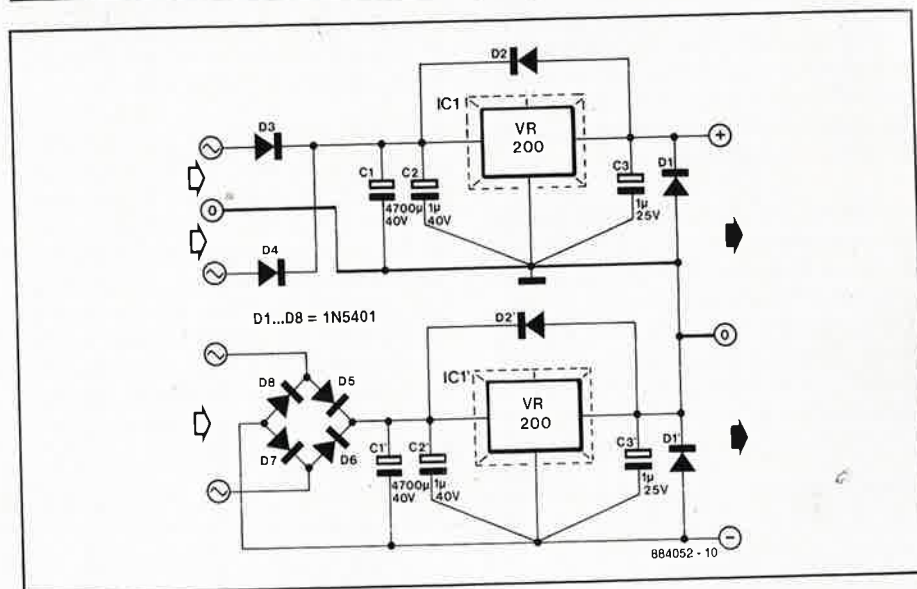 D2
IC1
D3
VR
200
C1
C2
C3
D1
+
4700µ
40V
1µ
40V
1µ
25V
0
D4
D1...D8 = 1N5401
D2'
0
IC1'
D8
D5
VR
200
D7
D6
C1'
C2'
C3'
D1'
4700µ
40V
1µ
40V
1µ
25V
−
884052 - 10